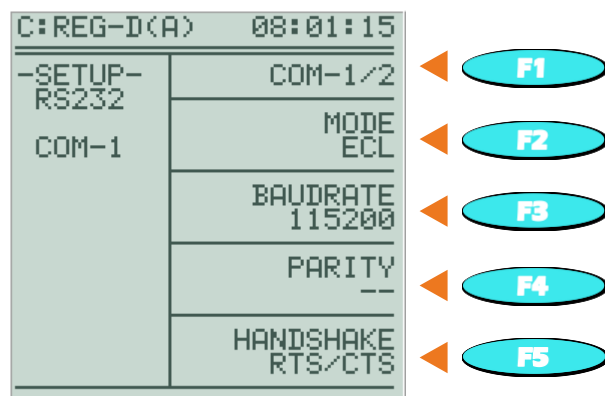 C:REG-D(A) 08:01:15
-SETUP-
RS232
COM-1
COM-1/2
F1
MODE
ECL
F2
BAUDRATE
115200
F3
PARITY
--
F4
HANDSHAKE
RTS/CTS
F5